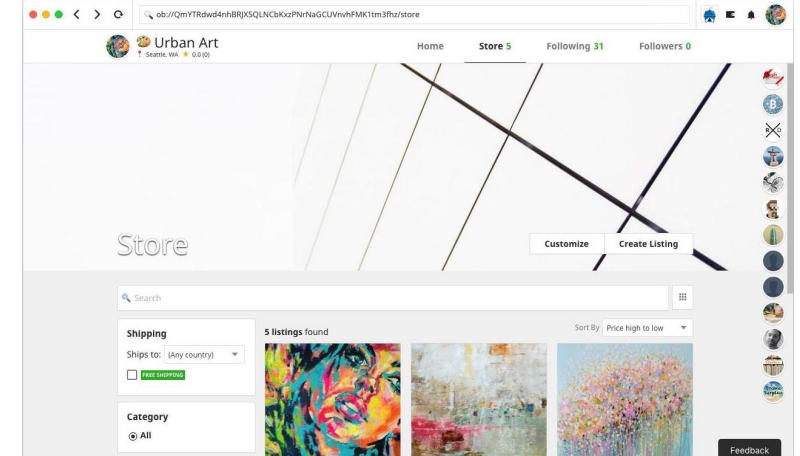 ob://QmYTRdwd4nhBRJXSQLNCbKxzPNrNaGCUVnvhFMK1tm3fhz/store
Urban Art
Seattle, WA ★ 0.0 (0)
Home Store 5 Following 31 Followers 0
Store
Customize Create Listing
Search
Shipping
Ships to: (Any country)
FREE SHIPPING
Category
All
5 listings found
Sort By Price high to low
Feedback